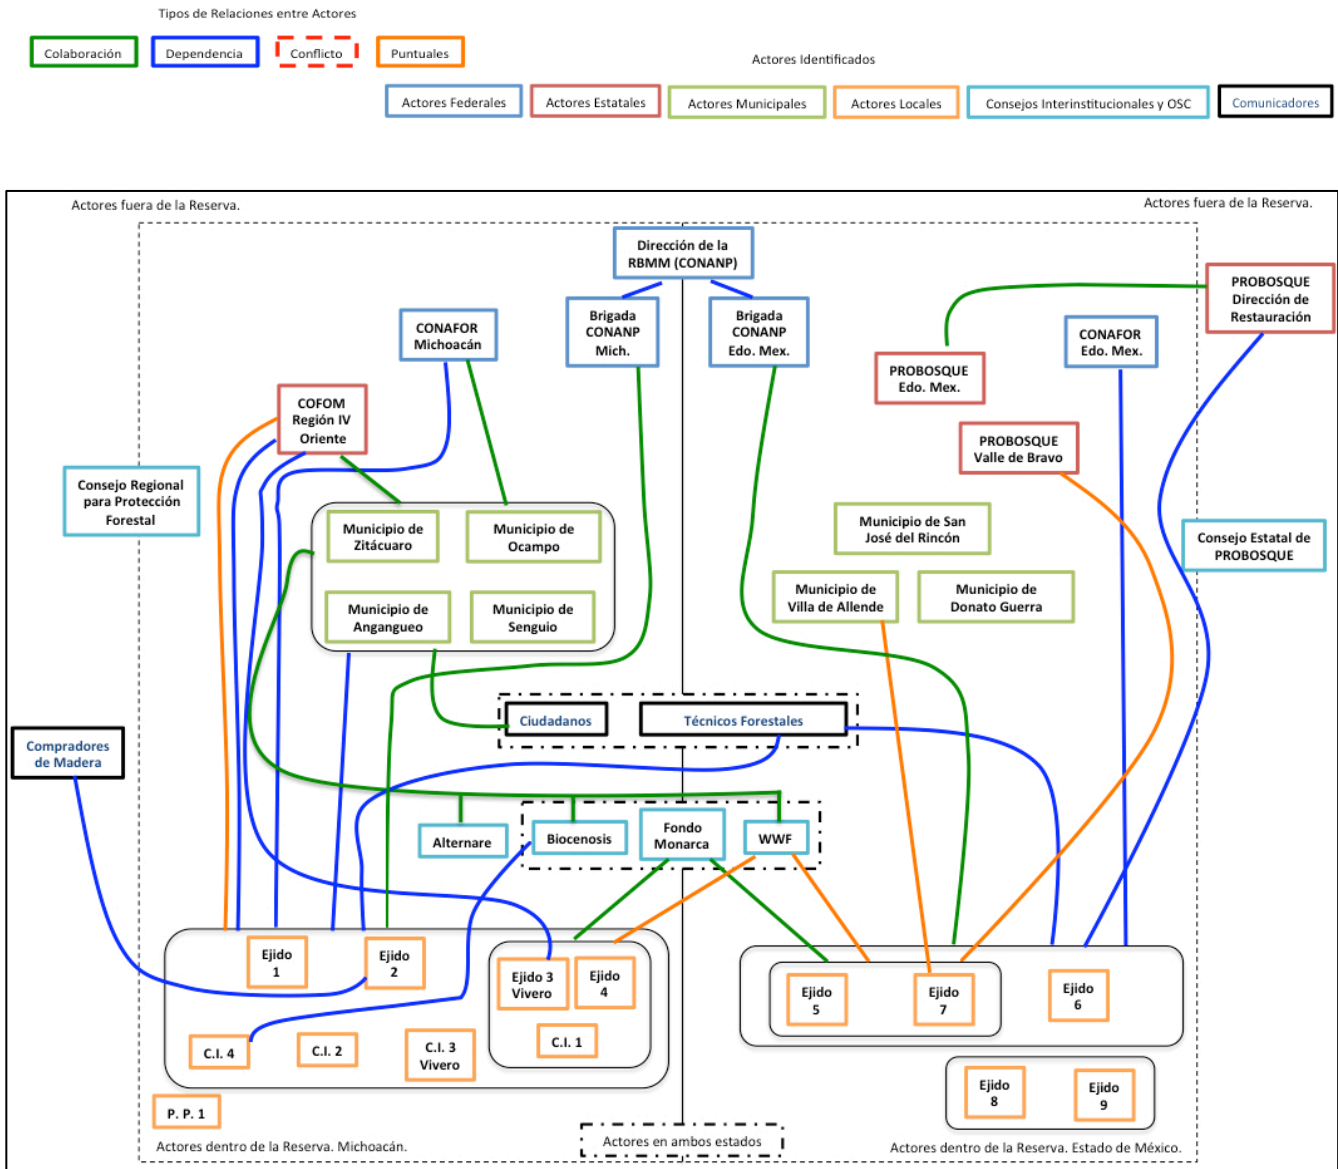 Tipos de Relaciones entre Actores
Colaboración
Dependencia
Conflicto
Puntuales
Actores Identificados
Actores Federales
Actores Estatales
Actores Municipales
Actores Locales
Consejos Interinstitucionales y OSC
Comunicadores
Actores fuera de la Reserva.
Actores fuera de la Reserva.
Dirección de la
RBMM (CONANP)
PROBOSQUE
Dirección de
Restauración
CONAFOR
Michoacán
Brigada
CONANP
Mich.
Brigada
CONANP
Edo. Mex.
CONAFOR
Edo. Mex.
PROBOSQUE
Edo. Mex.
COFOM
Región IV
Oriente
PROBOSQUE
Valle de Bravo
Consejo Regional
para Protección
Forestal
Municipio de
Zitácuaro
Municipio de
Ocampo
Municipio de San
José del Rincón
Consejo Estatal de
PROBOSQUE
Municipio de
Angangueo
Municipio de
Senguio
Municipio de
Villa de Allende
Municipio de
Donato Guerra
Ciudadanos
Técnicos Forestales
Compradores
de Madera
Alternare
Biocenosis
Fondo
Monarca
WWF
Ejido
1
Ejido
2
Ejido 3
Vivero
Ejido
4
Ejido
5
Ejido
7
Ejido
6
C.I. 4
C.I. 2
C.I. 3
Vivero
C.I. 1
Ejido
8
Ejido
9
P. P. 1
Actores dentro de la Reserva. Michoacán.
Actores en ambos estados
Actores dentro de la Reserva. Estado de México.